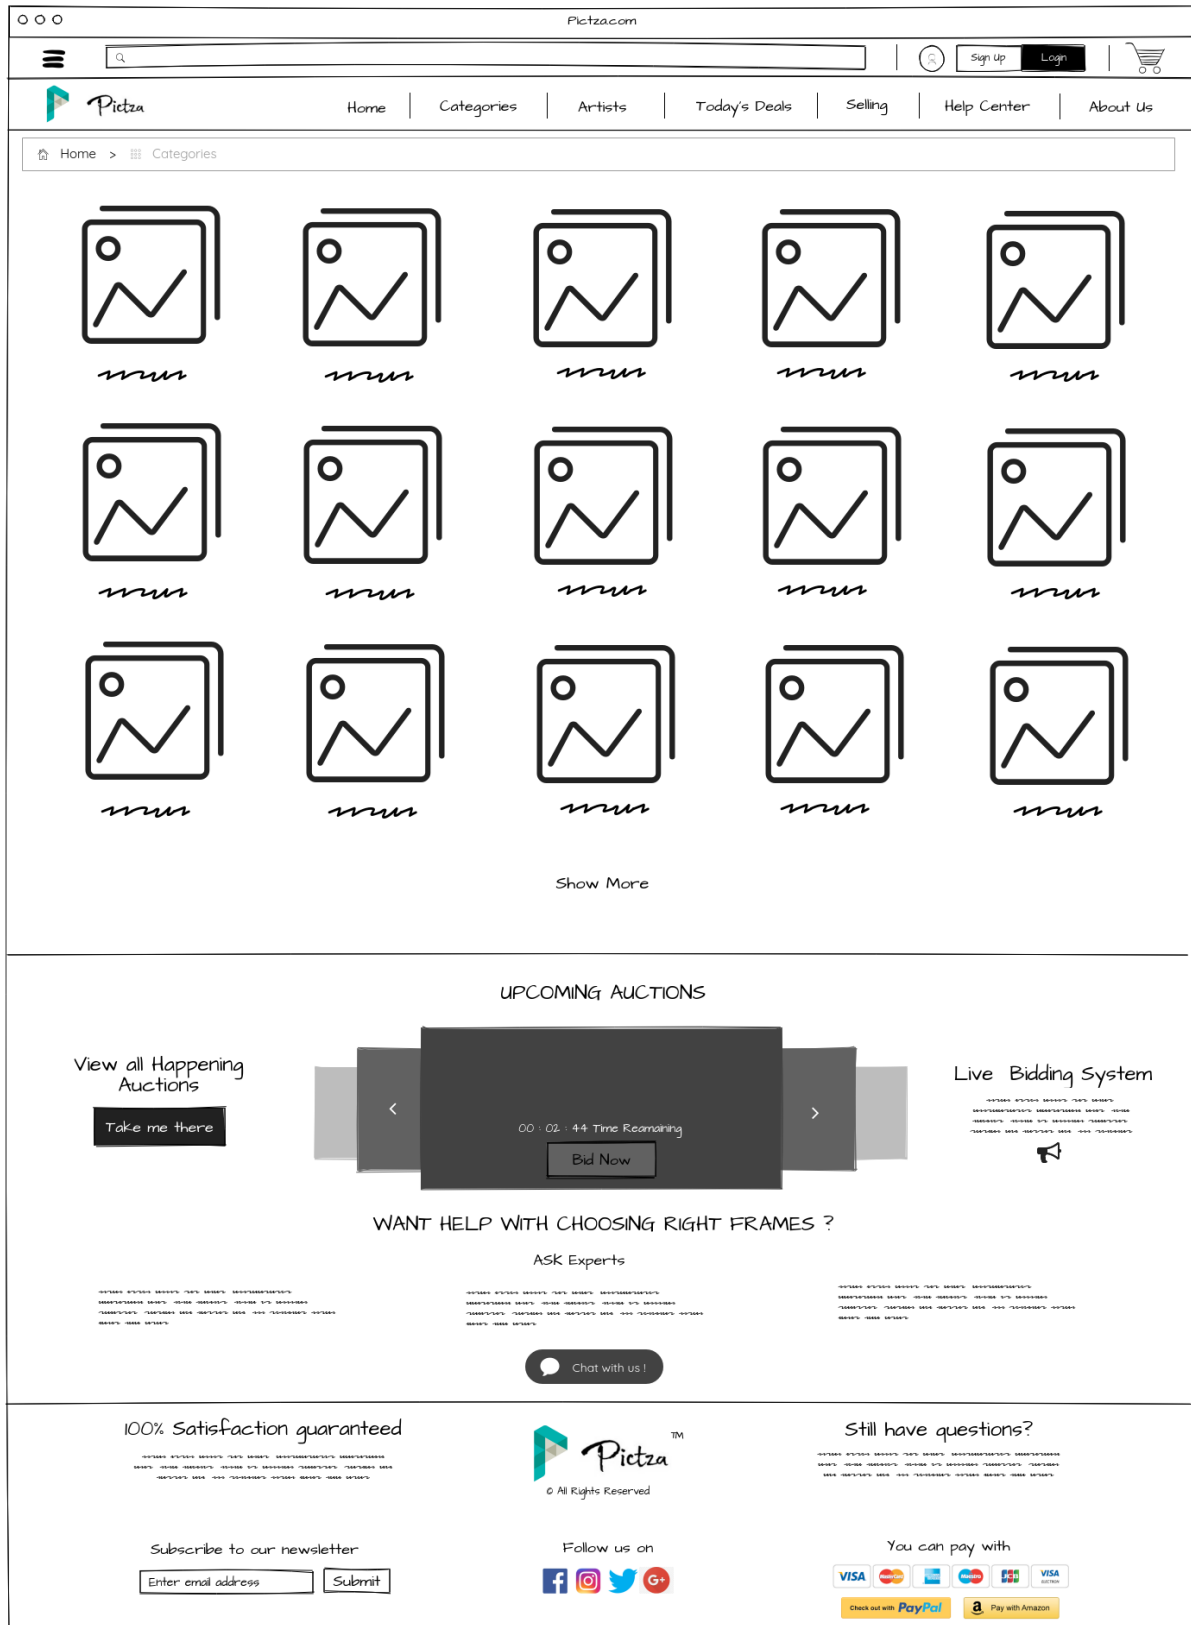 Pictza.com
Sign Up
Login
Pictza
Home
Categories
Artists
Today's Deals
Selling
Help Center
About Us
Home > Categories
Show More
UPCOMING AUCTIONS
View all Happening
Auctions
Take me there
00 : 02 : 44 Time Reamaining
Bid Now
Live Bidding System
WANT HELP WITH CHOOSING RIGHT FRAMES ?
ASK Experts
Chat with us !
100% Satisfaction guaranteed
Pictza TM
© All Rights Reserved
Still have questions?
Subscribe to our newsletter
Enter email address
Submit
Follow us on
G+
You can pay with
VISA
MasterCard
Maestro
JCB
VISA
ELECTRON
Check out with PayPal
a Pay with Amazon